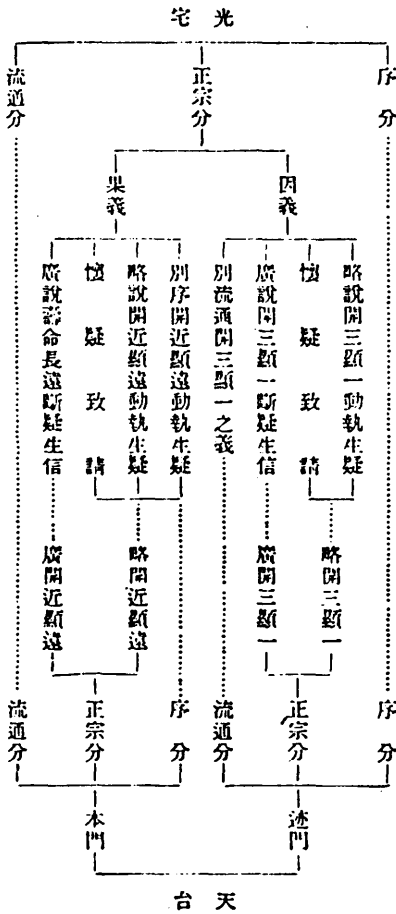 光宅
序分
正宗分
流通分
因義
果義
略說開三顯一動執生疑
懷疑致請
廣說開三顯一斷疑生信
別流通開三顯一之義
別序開近顯遠動執生疑
略說開近顯遠動執生疑
懷疑致請
廣說壽命長遠斷疑生信
略開三顯一
廣開三顯一
略開近顯遠
廣開近顯遠
序分
正宗分
流通分
序分
正宗分
流通分
迹門
本門
天台